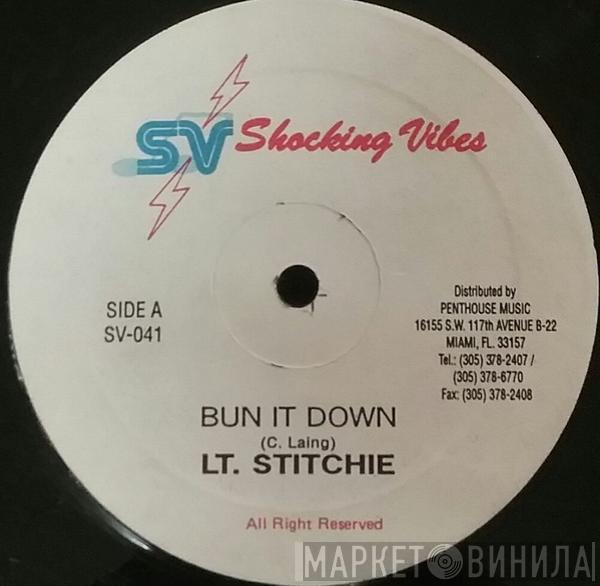 SV Shocking Vibes
SIDE A
SV-041
Distributed by
PENTHOUSE MUSIC
16155 S.W. 117th AVENUE B-22
MIAMI, FL. 33157
Tel.: (305) 378-2407 /
(305) 378-6770
Fax: (305) 378-2408
BUN IT DOWN
(C. Laing)
LT. STITCHIE
All Right Reserved
МАРКЕТ ВИНИЛА